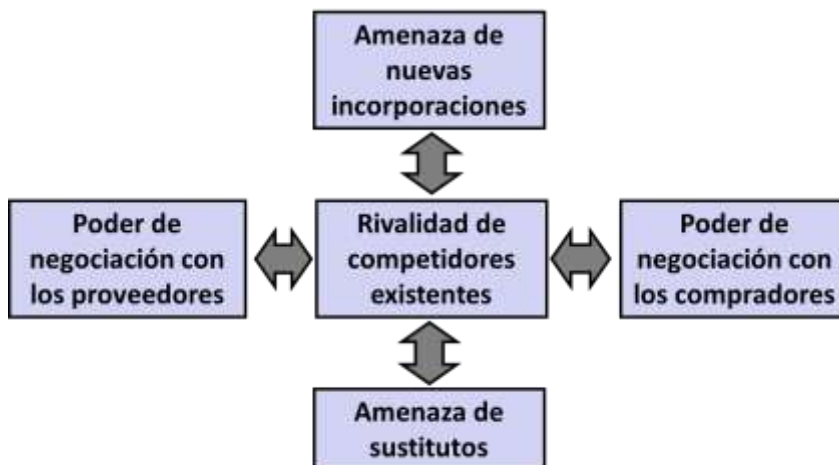 Amenaza de
nuevas
incorporaciones
Poder de
negociación con
los proveedores
Rivalidad de
competidores
existentes
Poder de
negociación con
los compradores
Amenaza de
sustitutos